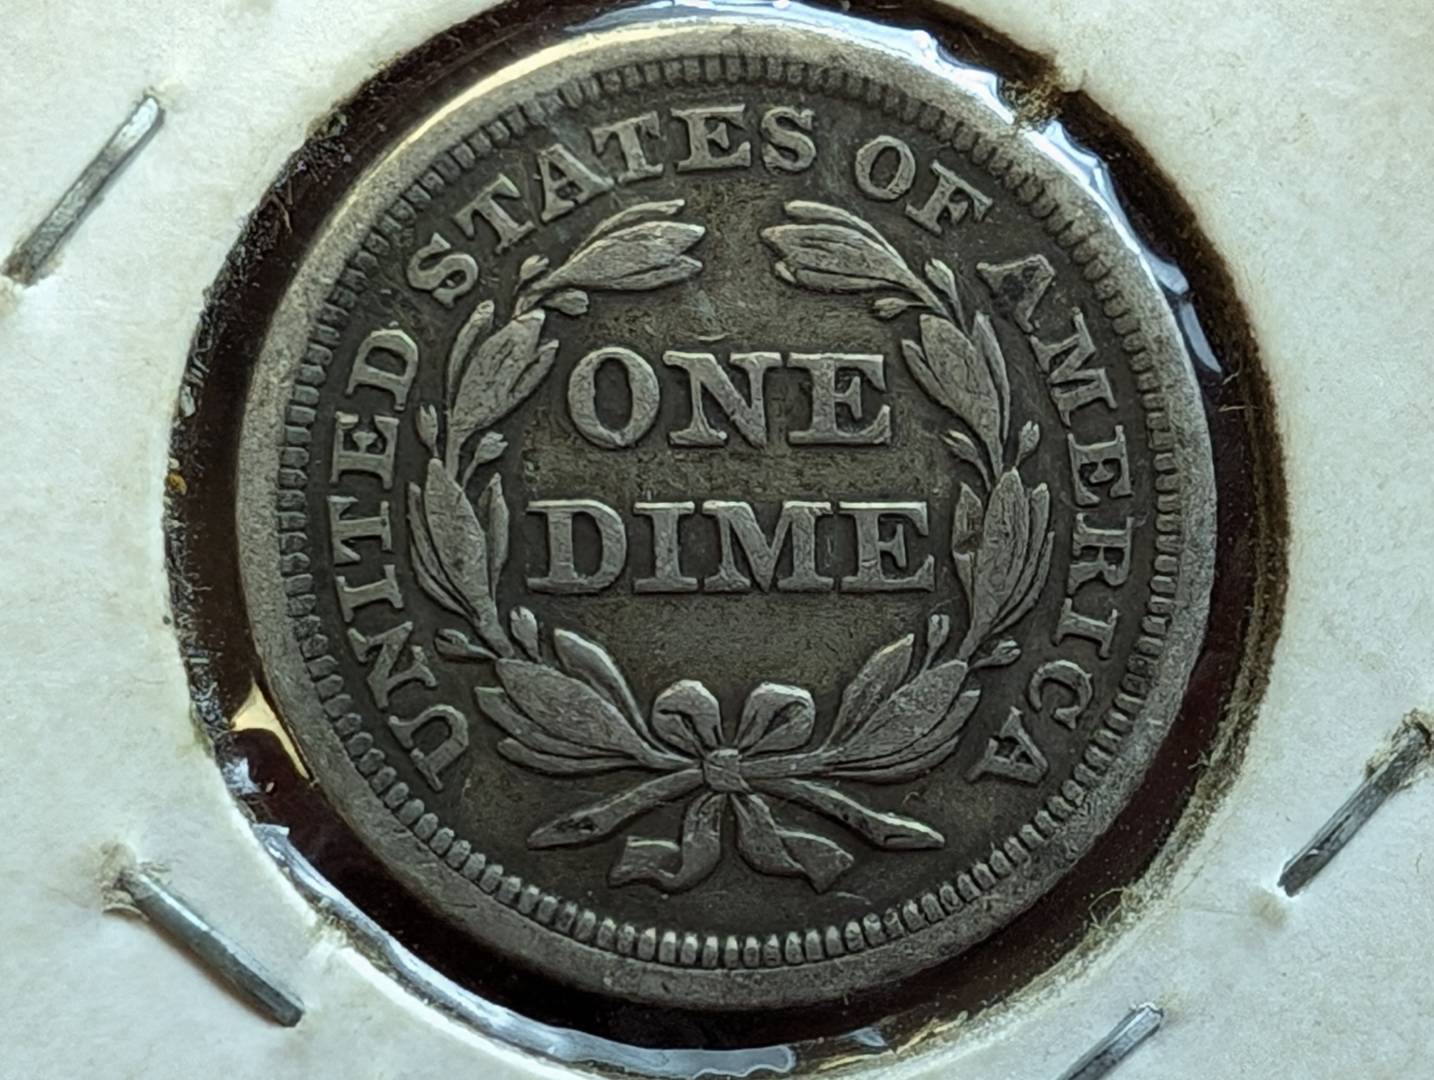 UNITED STATES OF AMERICA
ONE
DIME